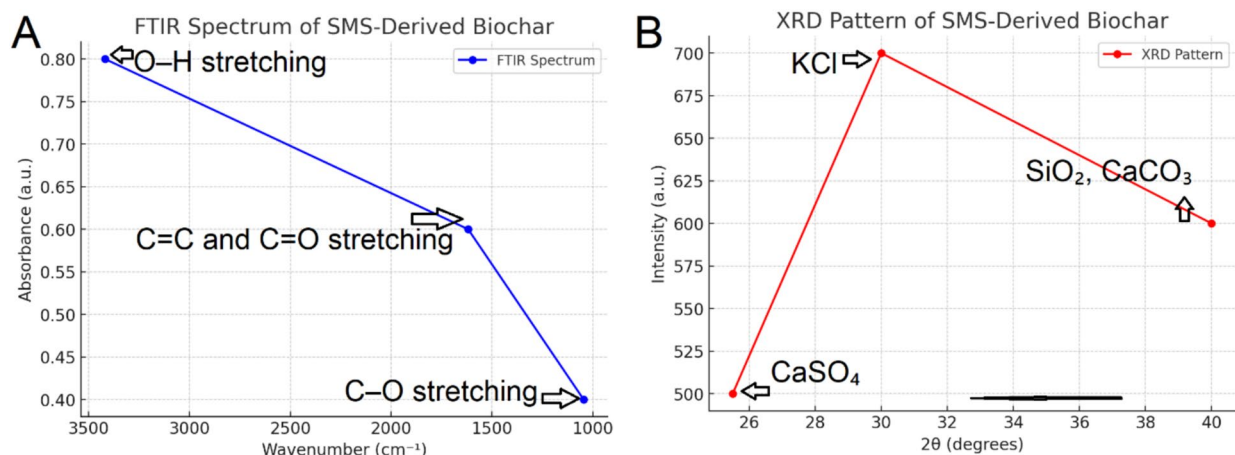 A
FTIR Spectrum of SMS-Derived Biochar
FTIR Spectrum
O–H stretching
C=C and C=O stretching
C–O stretching
Absorbance (a.u.)
0.80
0.75
0.70
0.65
0.60
0.55
0.50
0.45
0.40
3500
3000
2500
2000
1500
1000
Wavenumber (cm⁻¹)
B
XRD Pattern of SMS-Derived Biochar
XRD Pattern
KCl
SiO₂, CaCO₃
CaSO₄
Intensity (a.u.)
700
675
650
625
600
575
550
525
500
26
28
30
32
34
36
38
40
2θ (degrees)